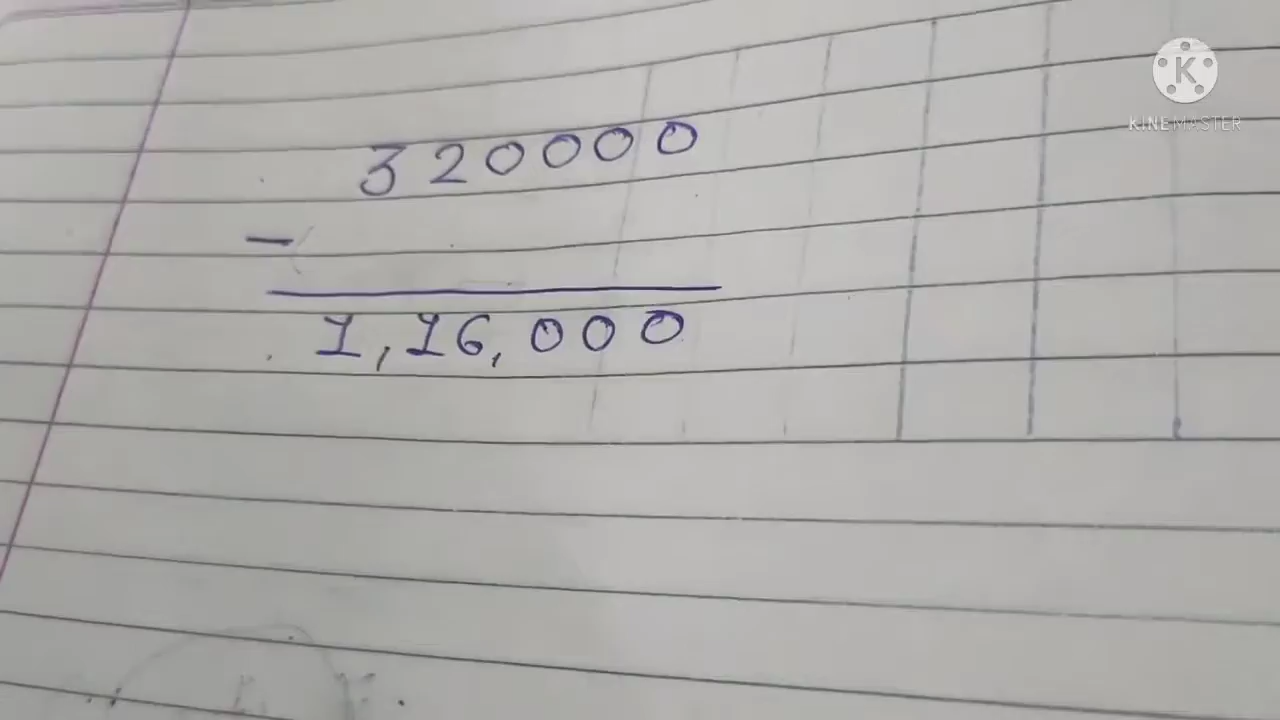 K
KINEMASTER
320000
−
1,16,000